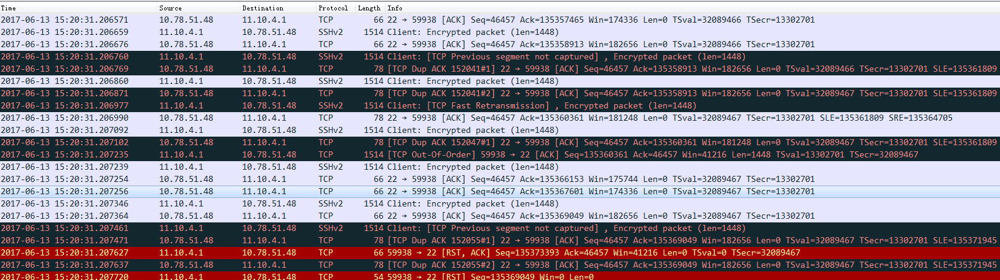 Time Source Destination Protocol Length Info
2017-06-13 15:20:31.206571 10.78.51.48 11.10.4.1 TCP 66 22 → 59938 [ACK] Seq=46457 Ack=135357465 Win=174336 Len=0 TSval=32089466 TSecr=13302701
2017-06-13 15:20:31.206659 11.10.4.1 10.78.51.48 SSHv2 1514 Client: Encrypted packet (len=1448)
2017-06-13 15:20:31.206676 10.78.51.48 11.10.4.1 TCP 66 22 → 59938 [ACK] Seq=46457 Ack=135358913 Win=182656 Len=0 TSval=32089466 TSecr=13302701
2017-06-13 15:20:31.206760 11.10.4.1 10.78.51.48 SSHv2 1514 Client: [TCP Previous segment not captured] , Encrypted packet (len=1448)
2017-06-13 15:20:31.206769 10.78.51.48 11.10.4.1 TCP 78 [TCP Dup ACK 152041#1] 22 → 59938 [ACK] Seq=46457 Ack=135358913 Win=182656 Len=0 TSval=32089466 TSecr=13302701 SLE=135361809
2017-06-13 15:20:31.206860 11.10.4.1 10.78.51.48 SSHv2 1514 Client: Encrypted packet (len=1448)
2017-06-13 15:20:31.206871 10.78.51.48 11.10.4.1 TCP 78 [TCP Dup ACK 152041#2] 22 → 59938 [ACK] Seq=46457 Ack=135358913 Win=182656 Len=0 TSval=32089467 TSecr=13302701 SLE=135361809
2017-06-13 15:20:31.206977 11.10.4.1 10.78.51.48 SSHv2 1514 Client: [TCP Fast Retransmission] , Encrypted packet (len=1448)
2017-06-13 15:20:31.206990 10.78.51.48 11.10.4.1 TCP 78 22 → 59938 [ACK] Seq=46457 Ack=135360361 Win=181248 Len=0 TSval=32089467 TSecr=13302701 SLE=135361809 SRE=135364705
2017-06-13 15:20:31.207092 11.10.4.1 10.78.51.48 SSHv2 1514 Client: Encrypted packet (len=1448)
2017-06-13 15:20:31.207102 10.78.51.48 11.10.4.1 TCP 78 [TCP Dup ACK 152047#1] 22 → 59938 [ACK] Seq=46457 Ack=135360361 Win=181248 Len=0 TSval=32089467 TSecr=13302701 SLE=135361809
2017-06-13 15:20:31.207235 11.10.4.1 10.78.51.48 TCP 1514 [TCP Out-Of-Order] 59938 → 22 [ACK] Seq=135360361 Ack=46457 Win=41216 Len=1448 TSval=13302701 TSecr=32089467
2017-06-13 15:20:31.207239 11.10.4.1 10.78.51.48 SSHv2 1514 Client: Encrypted packet (len=1448)
2017-06-13 15:20:31.207254 10.78.51.48 11.10.4.1 TCP 66 22 → 59938 [ACK] Seq=46457 Ack=135366153 Win=175744 Len=0 TSval=32089467 TSecr=13302701
2017-06-13 15:20:31.207256 10.78.51.48 11.10.4.1 TCP 66 22 → 59938 [ACK] Seq=46457 Ack=135367601 Win=174336 Len=0 TSval=32089467 TSecr=13302701
2017-06-13 15:20:31.207346 11.10.4.1 10.78.51.48 SSHv2 1514 Client: Encrypted packet (len=1448)
2017-06-13 15:20:31.207364 10.78.51.48 11.10.4.1 TCP 66 22 → 59938 [ACK] Seq=46457 Ack=135369049 Win=182656 Len=0 TSval=32089467 TSecr=13302701
2017-06-13 15:20:31.207461 11.10.4.1 10.78.51.48 SSHv2 1514 Client: [TCP Previous segment not captured] , Encrypted packet (len=1448)
2017-06-13 15:20:31.207471 10.78.51.48 11.10.4.1 TCP 78 [TCP Dup ACK 152055#1] 22 → 59938 [ACK] Seq=46457 Ack=135369049 Win=182656 Len=0 TSval=32089467 TSecr=13302701 SLE=135371945
2017-06-13 15:20:31.207627 11.10.4.1 10.78.51.48 TCP 66 59938 → 22 [RST, ACK] Seq=135373393 Ack=46457 Win=41216 Len=0 TSval=0 TSecr=32089467
2017-06-13 15:20:31.207637 10.78.51.48 11.10.4.1 TCP 78 [TCP Dup ACK 152055#2] 22 → 59938 [ACK] Seq=46457 Ack=135369049 Win=182656 Len=0 TSval=32089467 TSecr=13302701 SLE=135371945
2017-06-13 15:20:31.207720 11.10.4.1 10.78.51.48 TCP 54 59938 → 22 [RST] Seq=135369049 Win=0 Len=0